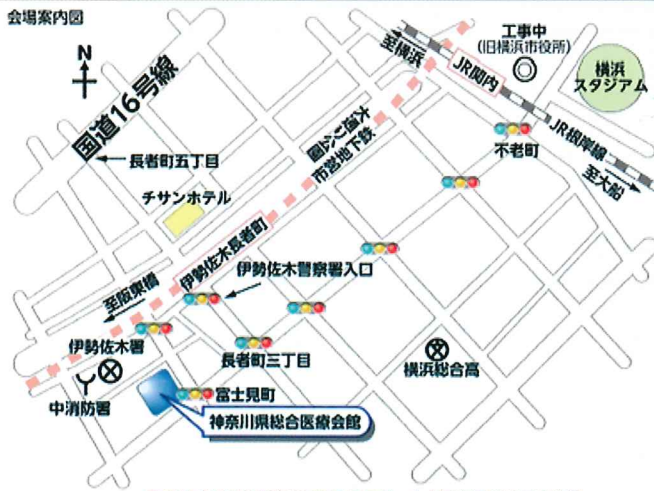 会場案内図
工事中
(旧横浜市役所)
至横浜
JR関内
横浜
スタジアム
N
国道16号線
大通り公園
市営地下鉄
JR根岸線
不老町
至大船
長者町五丁目
チサンホテル
伊勢佐木長者町
伊勢佐木警察署入口
至阪東橋
伊勢佐木署
長者町三丁目
横浜総合高
中消防署
富士見町
神奈川県総合医療会館